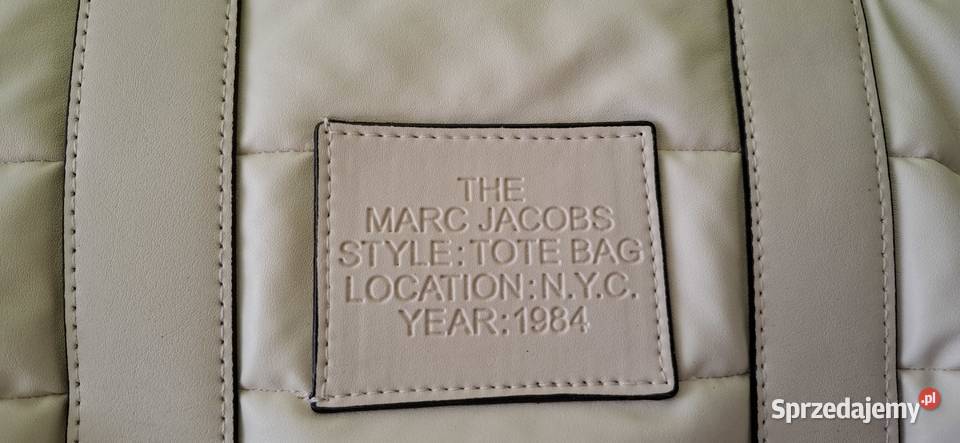 THE
MARC JACOBS
STYLE: TOTE BAG
LOCATION: N.Y.C.
YEAR: 1984
Sprzedajemy.pl